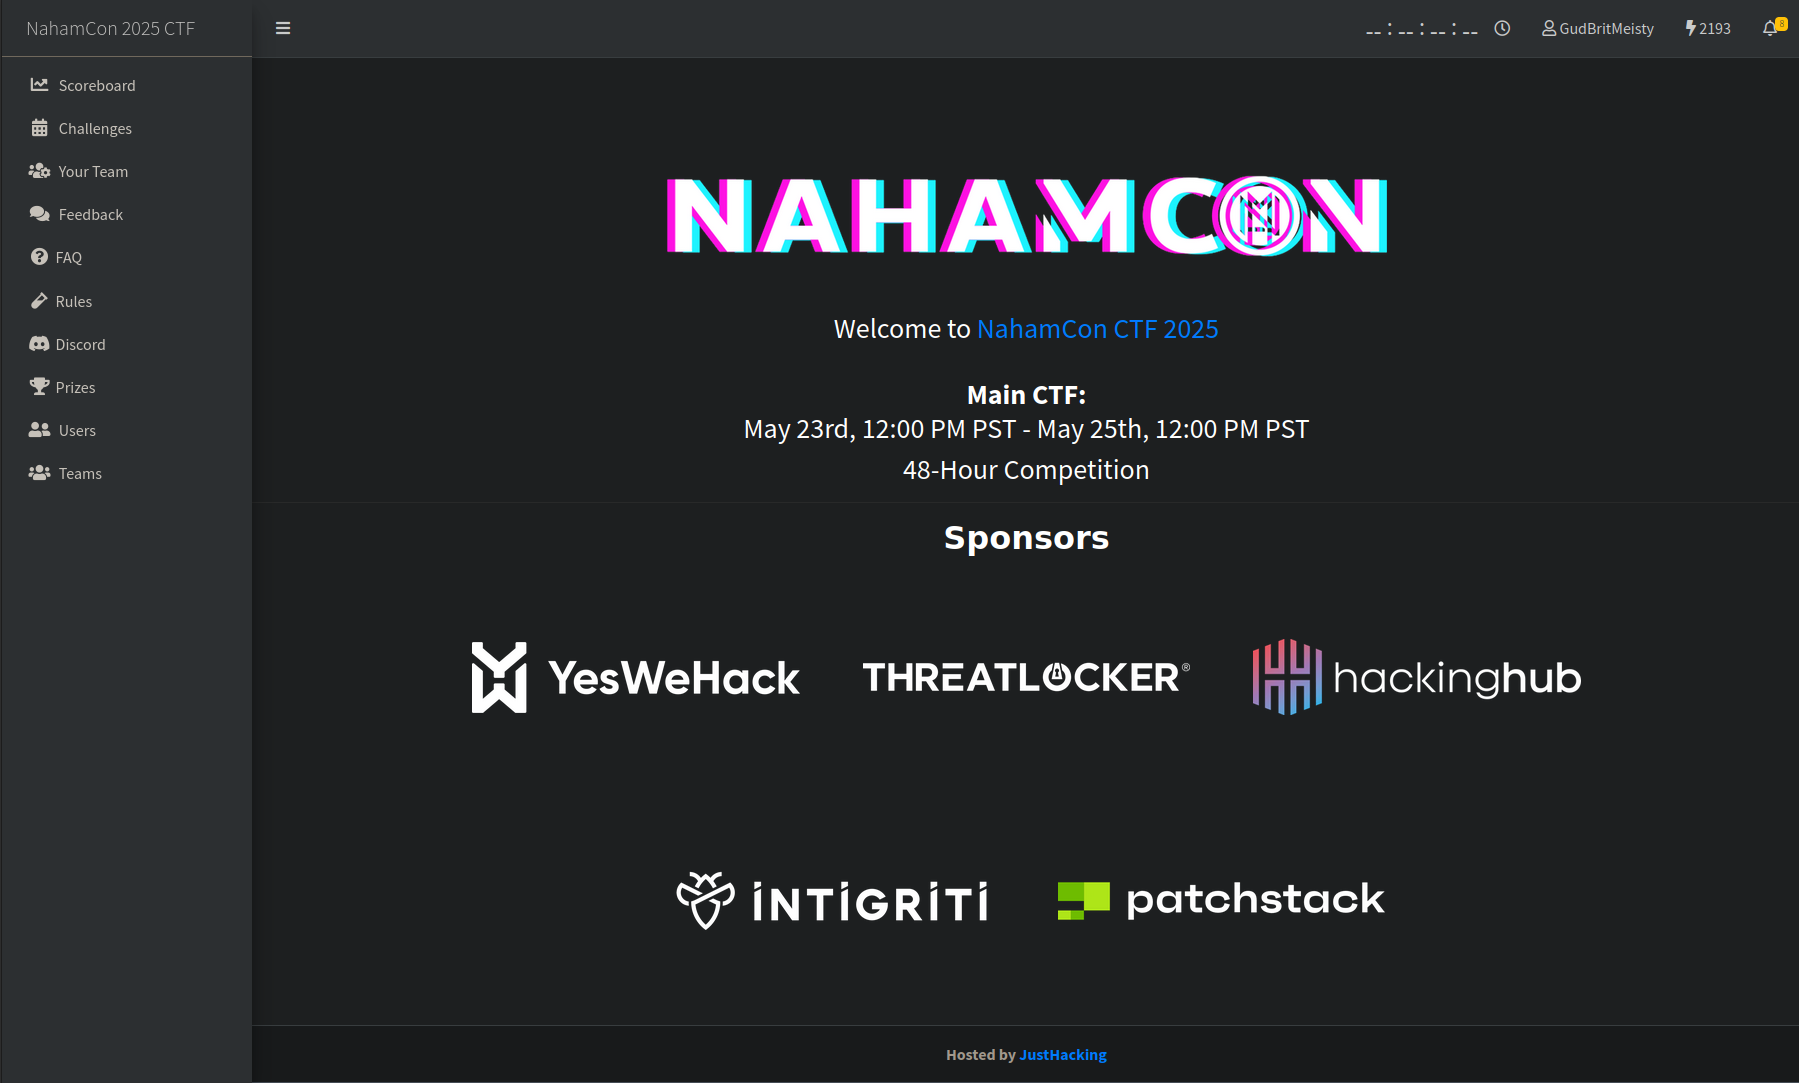 NahamCon 2025 CTF
-- : -- : -- : --
GudBritMeisty
2193
8
Scoreboard
Challenges
Your Team
Feedback
FAQ
Rules
Discord
Prizes
Users
Teams
NAHAMCON
Welcome to NahamCon CTF 2025
Main CTF:
May 23rd, 12:00 PM PST - May 25th, 12:00 PM PST
48-Hour Competition
Sponsors
YesWeHack
THREATLOCKER®
hackinghub
INTIGRITI
patchstack
Hosted by JustHacking